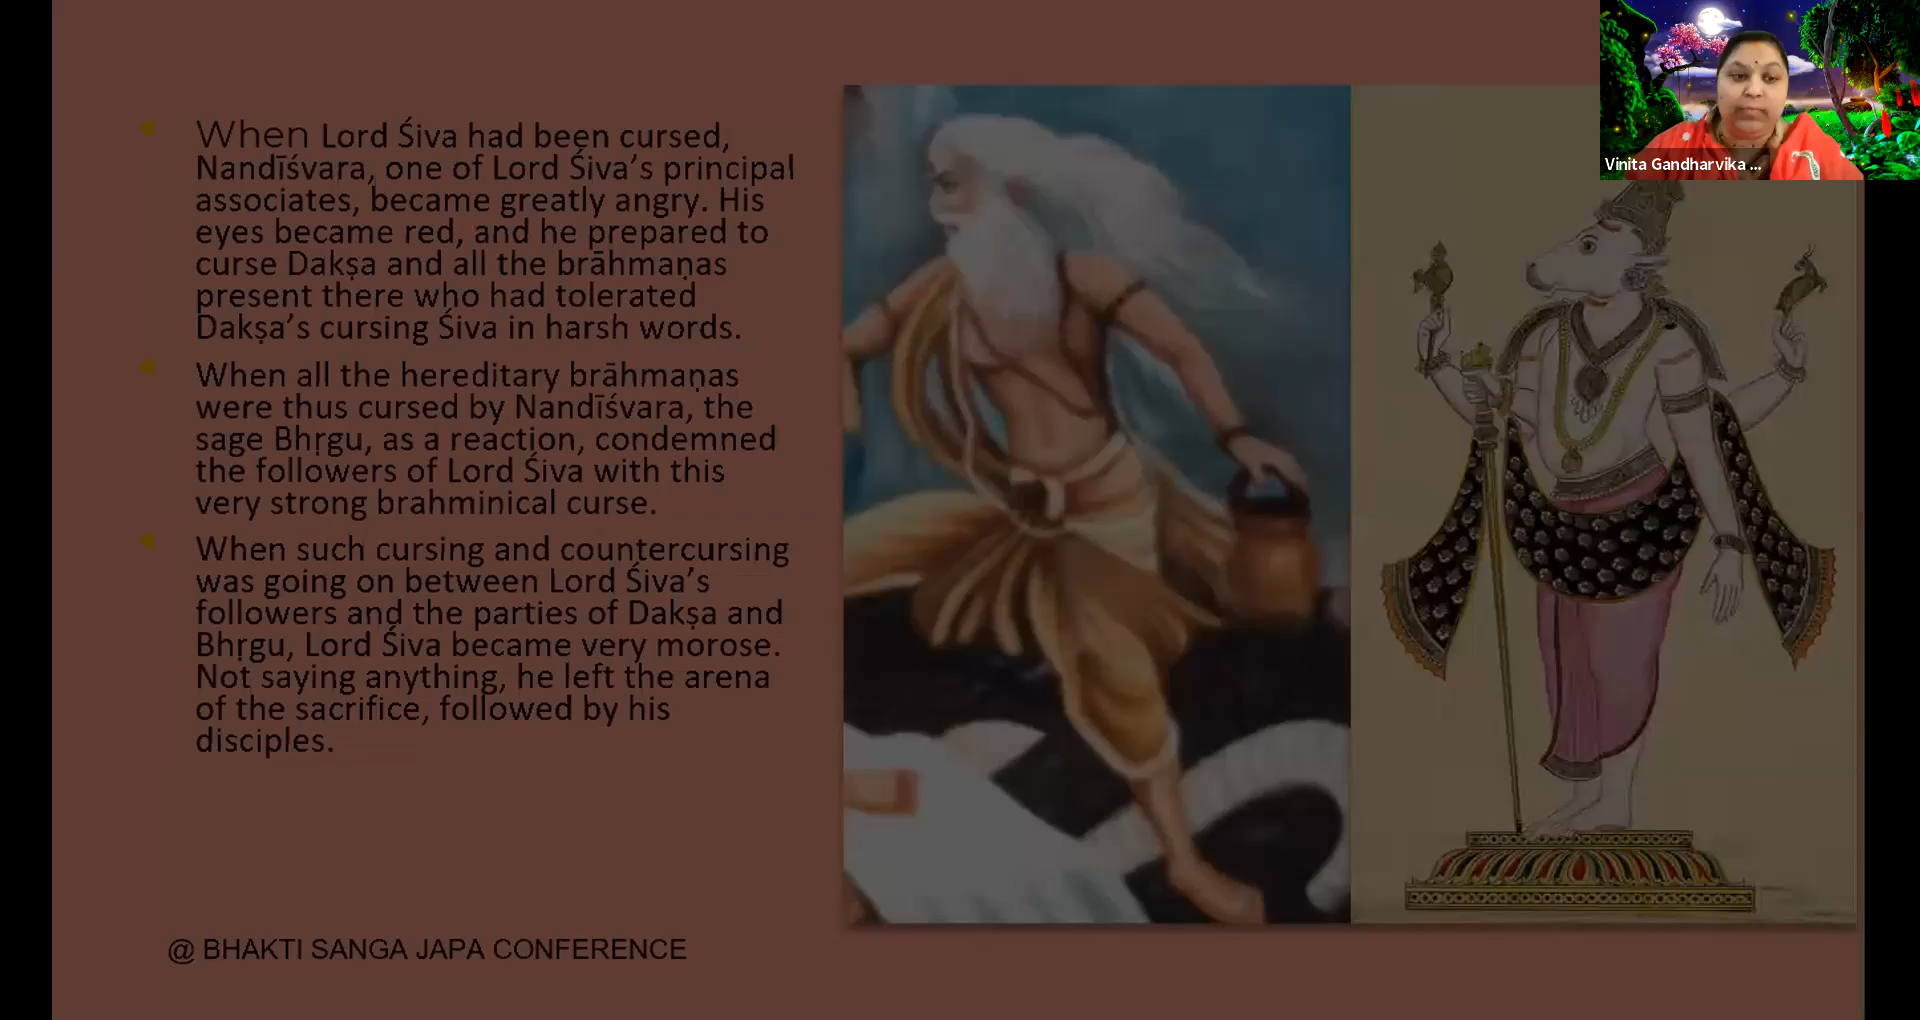 When Lord Śiva had been cursed,
Nandīśvara, one of Lord Śiva’s principal
associates, became greatly angry. His
eyes became red, and he prepared to
curse Dakṣa and all the brāhmaṇas
present there who had tolerated
Dakṣa’s cursing Śiva in harsh words.
When all the hereditary brāhmaṇas
were thus cursed by Nandīśvara, the
sage Bhṛgu, as a reaction, condemned
the followers of Lord Śiva with this
very strong brahminical curse.
When such cursing and countercursing
was going on between Lord Śiva’s
followers and the parties of Dakṣa and
Bhṛgu, Lord Śiva became very morose.
Not saying anything, he left the arena
of the sacrifice, followed by his
disciples.
@ BHAKTI SANGA JAPA CONFERENCE
Vinita Gandharvika ...